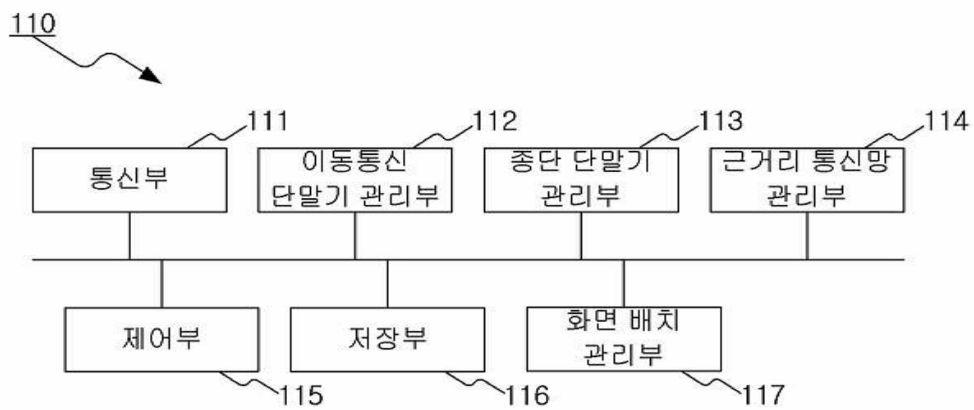 110
111
통신부
112
이동통신
단말기 관리부
113
종단 단말기
관리부
114
근거리 통신망
관리부
제어부
115
저장부
116
화면 배치
관리부
117